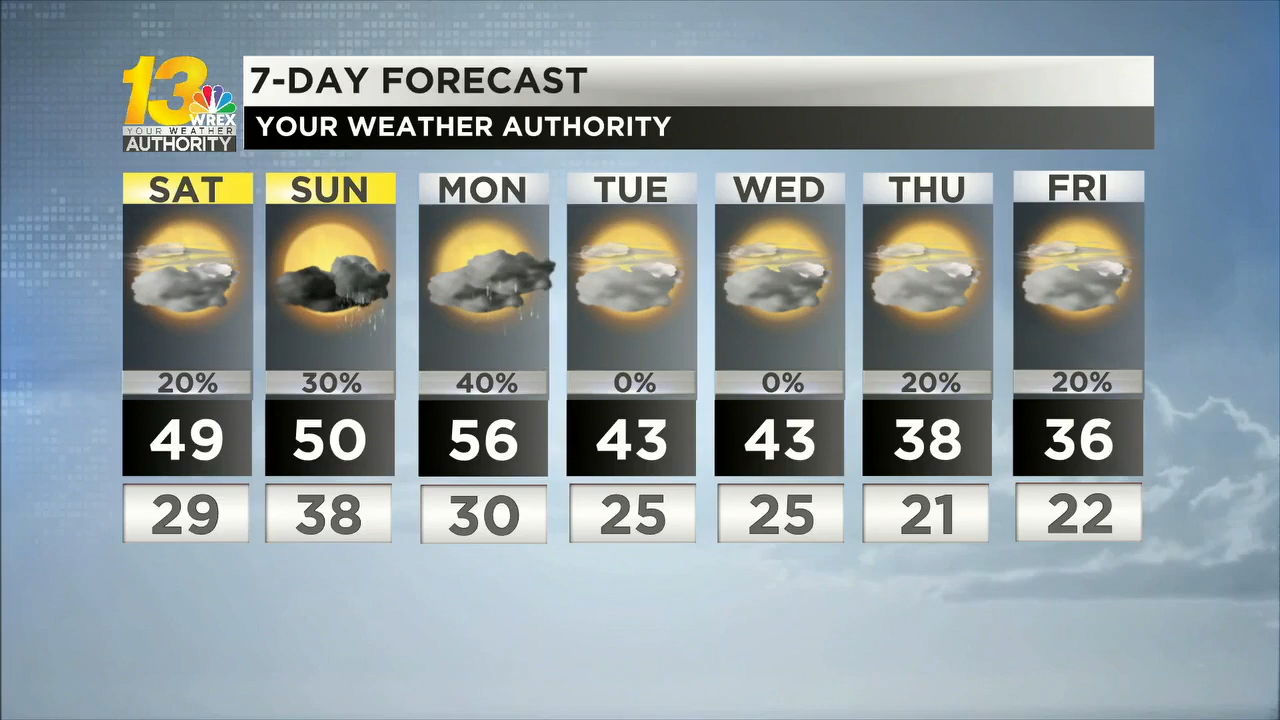 13
WREX
YOUR WEATHER
AUTHORITY
7-DAY FORECAST
YOUR WEATHER AUTHORITY
SAT SUN MON TUE WED THU FRI
20% 30% 40% 0% 0% 20% 20%
49 50 56 43 43 38 36
29 38 30 25 25 21 22